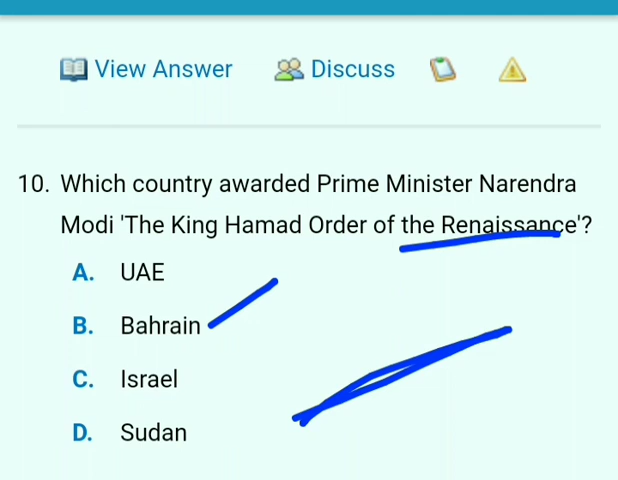 View Answer Discuss
10. Which country awarded Prime Minister Narendra
Modi 'The King Hamad Order of the Renaissance'?
A. UAE
B. Bahrain
C. Israel
D. Sudan